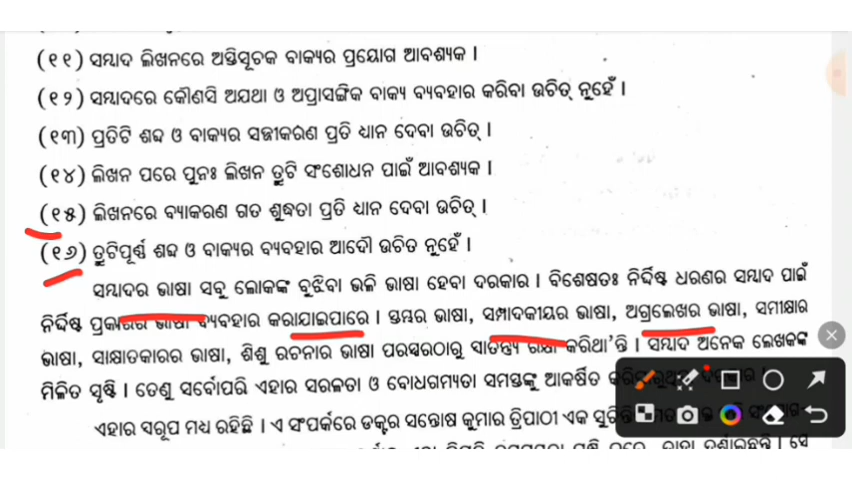 (୧୧) ସମ୍ବାଦ ଲିଖନରେ ଅସ୍ତିସୂଚକ ବାକ୍ୟର ପ୍ରୟୋଗ ଆବଶ୍ୟକ ।
(୧୨) ସମ୍ବାଦରେ କୌଣସି ଅଯଥା ଓ ଅପ୍ରାସଙ୍ଗିକ ବାକ୍ୟ ବ୍ୟବହାର କରିବା ଉଚିତ୍ ନୁହେଁ ।
(୧୩) ପ୍ରତିଟି ଶବ୍ଦ ଓ ବାକ୍ୟର ସଜ୍ଜୀକରଣ ପ୍ରତି ଧ୍ୟାନ ଦେବା ଉଚିତ୍ ।
(୧୪) ଲିଖନ ପରେ ପୁନଃ ଲିଖନ ତ୍ରୁଟି ସଂଶୋଧନ ପାଇଁ ଆବଶ୍ୟକ ।
(୧୫) ଲିଖନରେ ବ୍ୟାକରଣ ଗତ ଶୁଦ୍ଧତା ପ୍ରତି ଧ୍ୟାନ ଦେବା ଉଚିତ୍ ।
(୧୬) ତ୍ରୁଟିପୂର୍ଣ୍ଣ ଶବ୍ଦ ଓ ବାକ୍ୟର ବ୍ୟବହାର ଆଦୌ ଉଚିତ ନୁହେଁ ।
ସମ୍ବାଦର ଭାଷା ସବୁ ଲୋକଙ୍କ ବୁଝିବା ଭଳି ଭାଷା ହେବା ଦରକାର । ବିଶେଷତଃ ନିର୍ଦ୍ଦିଷ୍ଟ ଧରଣର ସମ୍ବାଦ ପାଇଁ
ନିର୍ଦ୍ଦିଷ୍ଟ ପ୍ରକାରର ଭାଷା ବ୍ୟବହାର କରାଯାଇପାରେ । ସ୍ତମ୍ଭର ଭାଷା, ସମ୍ପାଦକୀୟର ଭାଷା, ଅଗ୍ରଲେଖର ଭାଷା, ସମୀକ୍ଷାର
ଭାଷା, ସାକ୍ଷାତକାରର ଭାଷା, ଶିଶୁ ରଚନାର ଭାଷା ପରସ୍ପରଠାରୁ ସ୍ଵାତନ୍ତ୍ର୍ୟ ରକ୍ଷା କରିଥା'ନ୍ତି । ସମ୍ବାଦ ଅନେକ ଲେଖକଙ୍କ
ମିଳିତ ସୃଷ୍ଟି । ତେଣୁ ସର୍ବୋପରି ଏହାର ସରଳତା ଓ ବୋଧଗମ୍ୟତା ସମସ୍ତଙ୍କୁ ଆକର୍ଷିତ
ଏହାର ସ୍ୱରୂପ ମଧ୍ୟ ରହିଛି । ଏ ସଂପର୍କରେ ଡକ୍ଟର ସନ୍ତୋଷ କୁମାର ତ୍ରିପାଠୀ ଏକ